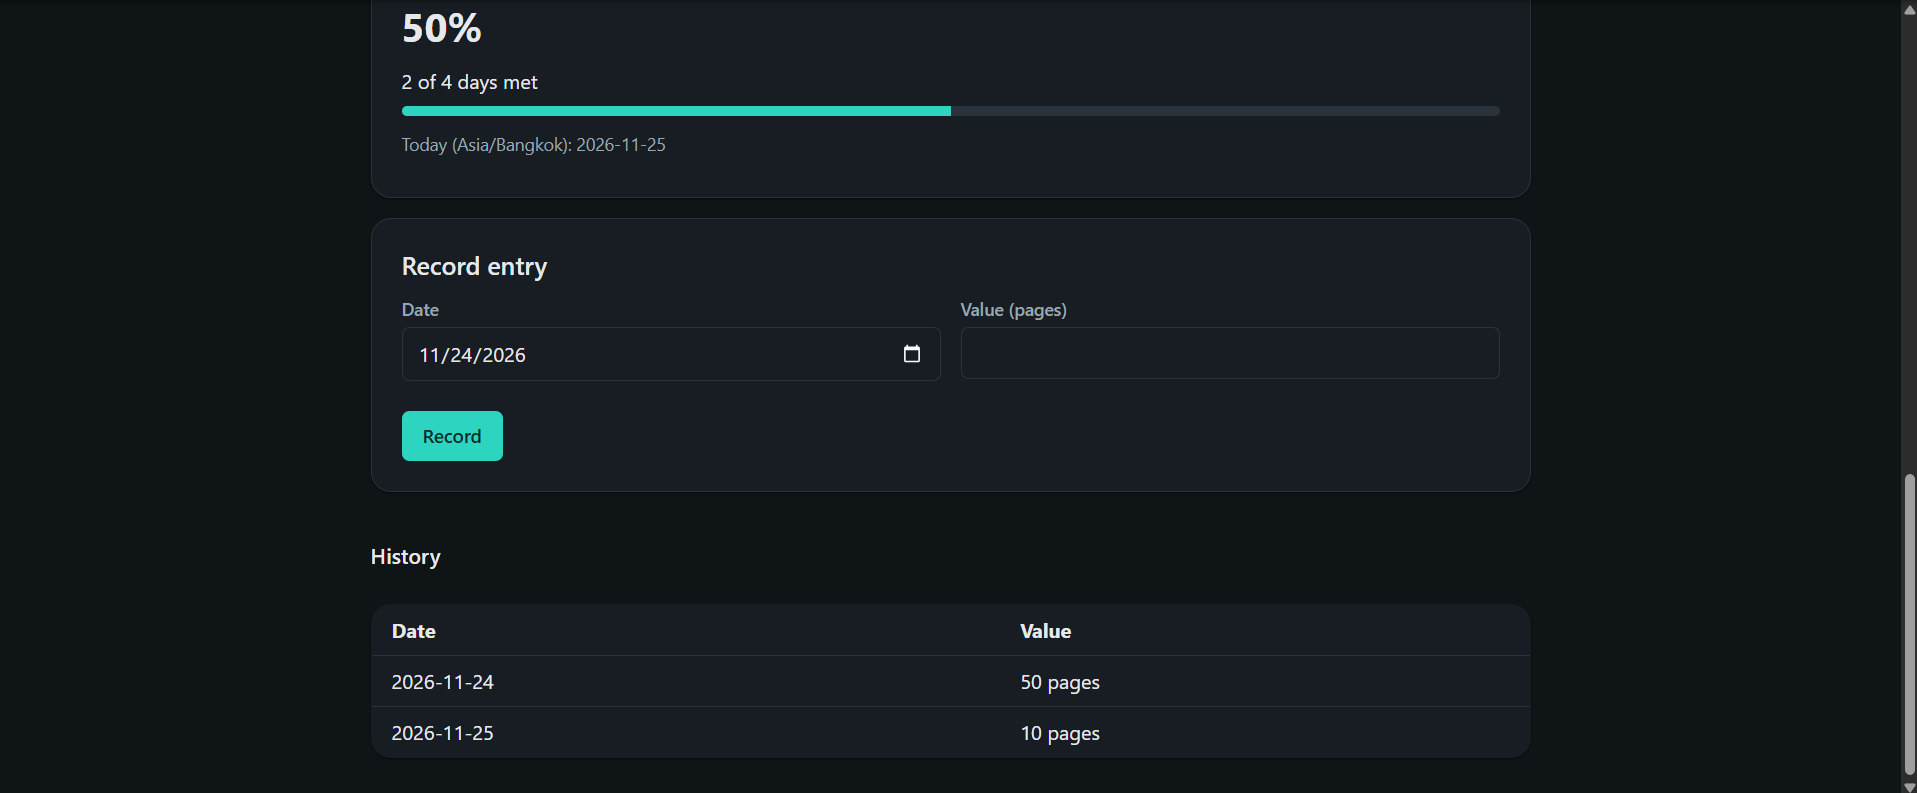 50%
2 of 4 days met
Today (Asia/Bangkok): 2026-11-25
Record entry
Date
Value (pages)
11/24/2026
Record
History
Date Value
2026-11-24 50 pages
2026-11-25 10 pages